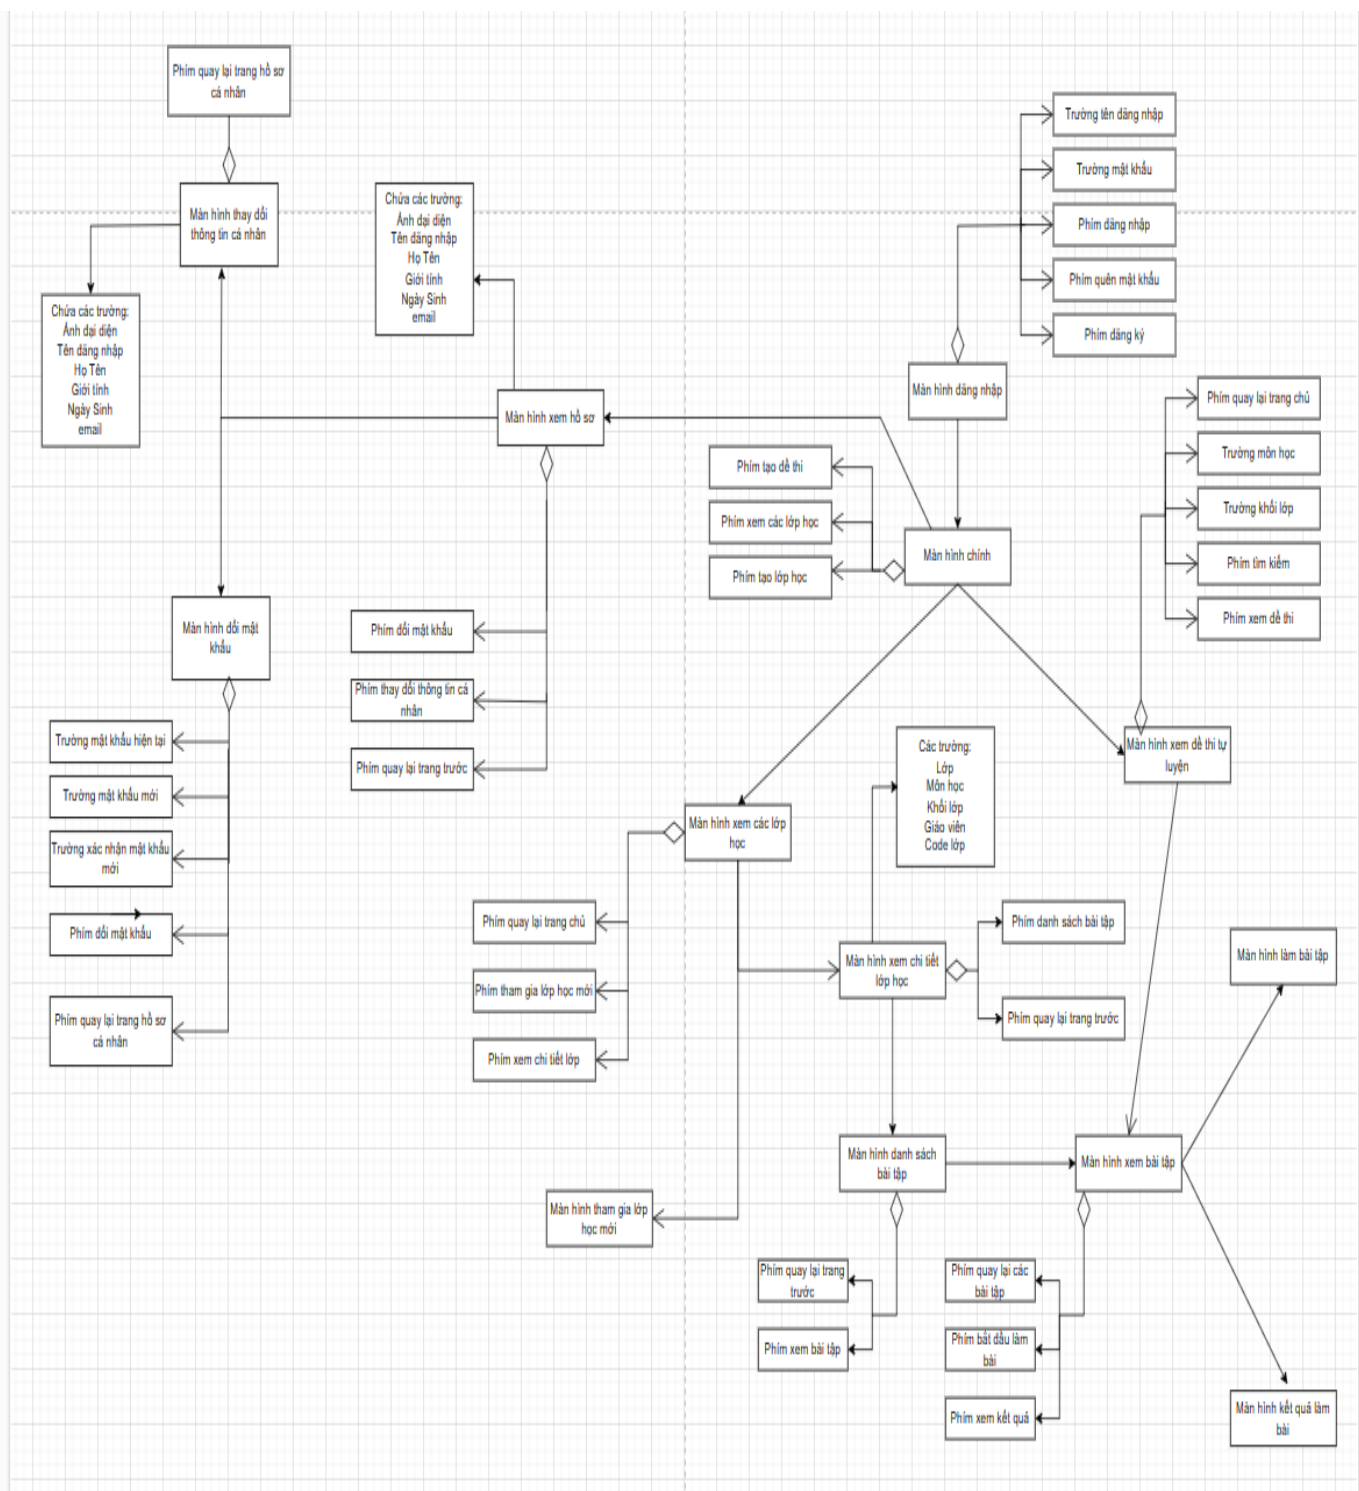 Phím quay lại trang hồ sơ
cá nhân
Màn hình thay đổi
thông tin cá nhân
Chứa các trường:
Ảnh đại diện
Tên đăng nhập
Họ Tên
Giới tính
Ngày Sinh
email
Chứa các trường:
Ảnh đại diện
Tên đăng nhập
Họ Tên
Giới tính
Ngày Sinh
email
Trường tên đăng nhập
Trường mật khẩu
Phím đăng nhập
Phím quên mật khẩu
Phím đăng ký
Màn hình đăng nhập
Màn hình xem hồ sơ
Phím quay lại trang chủ
Trường môn học
Trường khối lớp
Phím tìm kiếm
Phím xem đề thi
Phím tạo đề thi
Phím xem các lớp học
Phím tạo lớp học
Màn hình chính
Màn hình đổi mật
khẩu
Phím đổi mật khẩu
Phím thay đổi thông tin cá
nhân
Phím quay lại trang trước
Trường mật khẩu hiện tại
Trường mật khẩu mới
Trường xác nhận mật khẩu
mới
Phím đổi mật khẩu
Phím quay lại trang hồ sơ
cá nhân
Màn hình xem đề thi tự
luyện
Các trường:
Lớp
Môn học
Khối lớp
Giáo viên
Code lớp
Màn hình xem các lớp
học
Phím quay lại trang chủ
Phím tham gia lớp học mới
Phím xem chi tiết lớp
Màn hình xem chi tiết
lớp học
Phím danh sách bài tập
Phím quay lại trang trước
Màn hình làm bài tập
Màn hình danh sách
bài tập
Màn hình xem bài tập
Màn hình tham gia lớp
học mới
Phím quay lại trang
trước
Phím xem bài tập
Phím quay lại các
bài tập
Phím bắt đầu làm
bài
Phím xem kết quả
Màn hình kết quả làm
bài